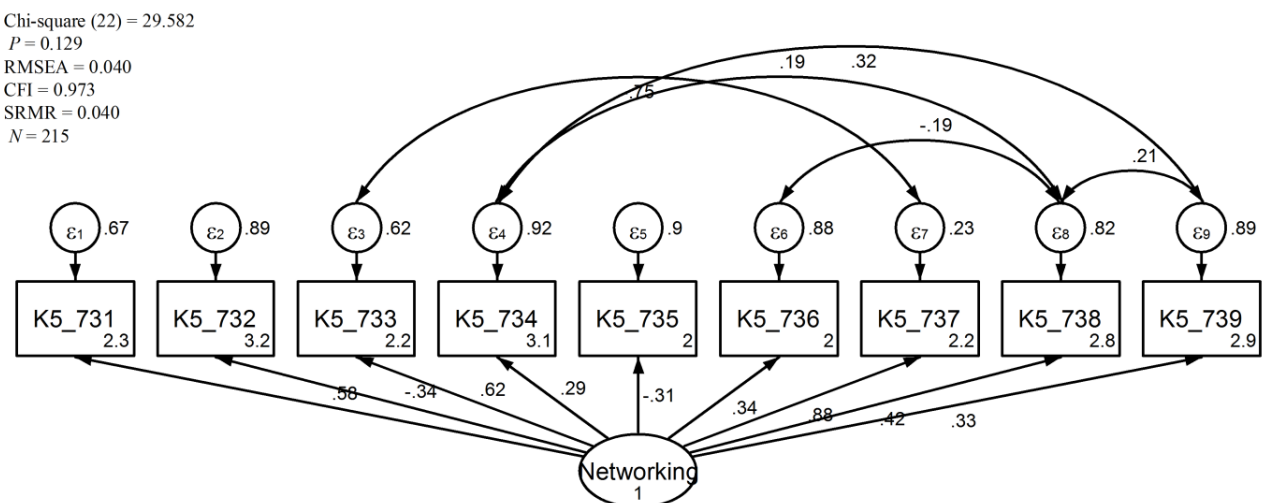 Chi-square (22) = 29.582
P = 0.129
RMSEA = 0.040
CFI = 0.973
SRMR = 0.040
N = 215
.19 .32
.75
-.19
.21
ε1 .67 ε2 .89 ε3 .62 ε4 .92 ε5 .9 ε6 .88 ε7 .23 ε8 .82 ε9 .89
K5_731 K5_732 K5_733 K5_734 K5_735 K5_736 K5_737 K5_738 K5_739
2.3 3.2 2.2 3.1 2 2 2.2 2.8 2.9
.58 -.34 .62 .29 -.31 .34 .88 .42 .33
Networking
1